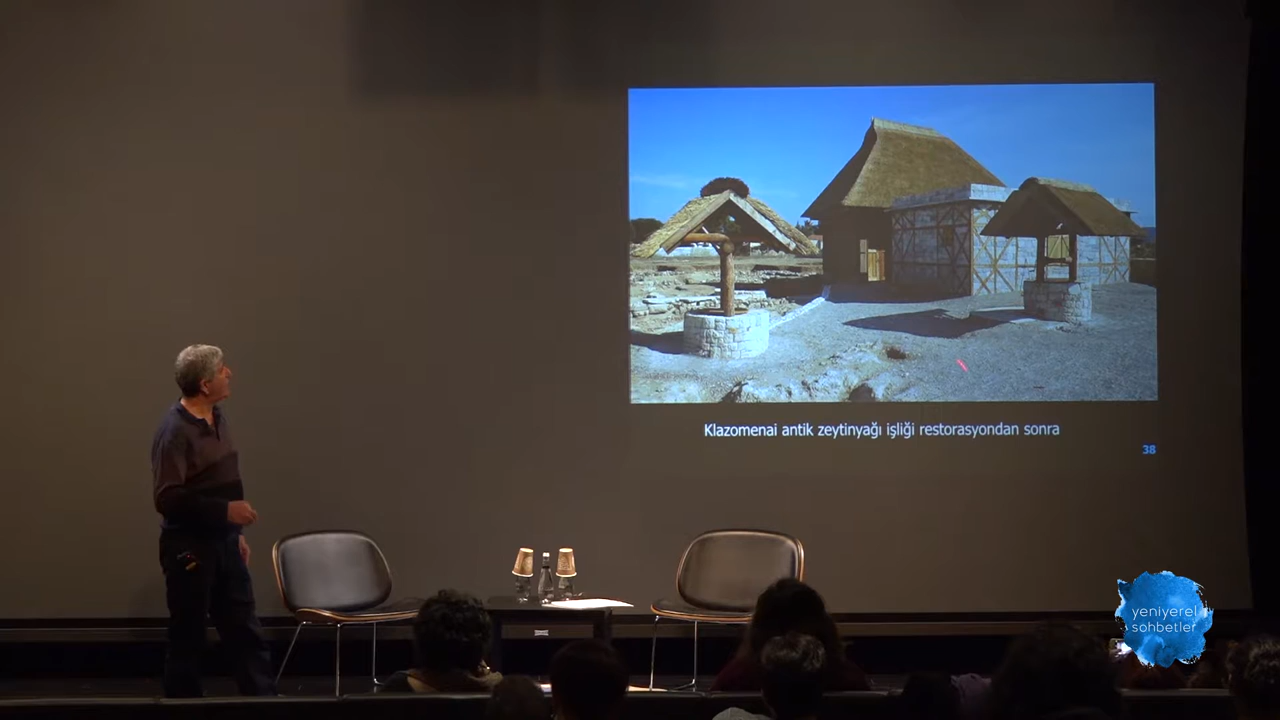 Klazomenai antik zeytinyağı işliği restorasyondan sonra
38
yeniyerel
sohbetler